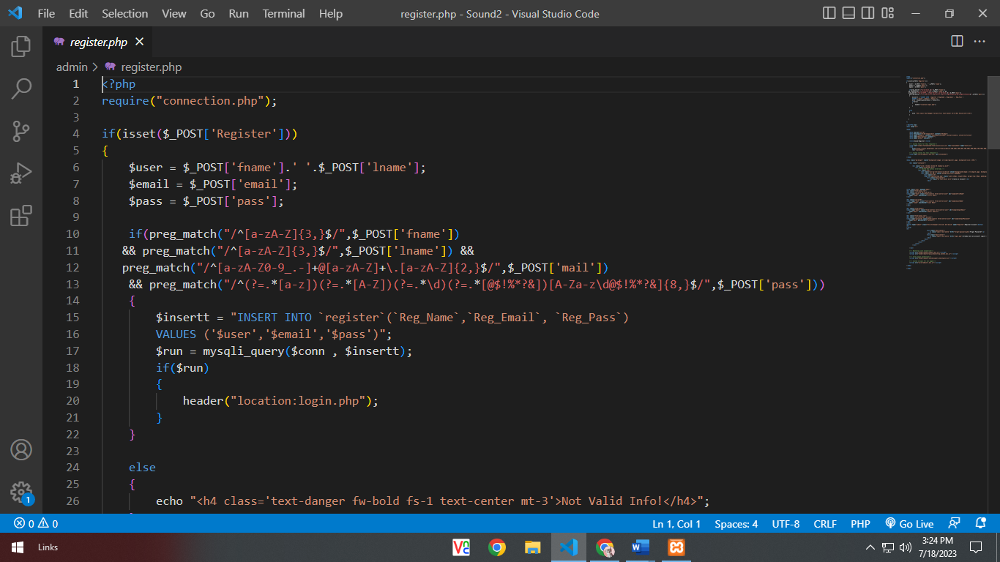 File Edit Selection View Go Run Terminal Help register.php - Sound2 - Visual Studio Code
register.php
admin > register.php
1 <?php
2 require("connection.php");
3
4 if(isset($_POST['Register']))
5 {
6 $user = $_POST['fname'].' '.$_POST['lname'];
7 $email = $_POST['email'];
8 $pass = $_POST['pass'];
9
10 if(preg_match("/^[a-zA-Z]{3,}$/",$_POST['fname'])
11 && preg_match("/^[a-zA-Z]{3,}$/",$_POST['lname']) &&
12 preg_match("/^[a-zA-Z0-9_.-]+@[a-zA-Z]+\.[a-zA-Z]{2,}$/",$_POST['mail'])
13 && preg_match("/^(?=.*[a-z])(?=.*[A-Z])(?=.*\d)(?=.*[@$!%*?&])[A-Za-z\d@$!%*?&]{8,}$/",$_POST['pass']))
14 {
15 $insertt = "INSERT INTO `register`(`Reg_Name`,`Reg_Email`, `Reg_Pass`)
16 VALUES ('$user','$email','$pass')";
17 $run = mysqli_query($conn , $insertt);
18 if($run)
19 {
20 header("location:login.php");
21 }
22 }
23
24 else
25 {
26 echo "<h4 class='text-danger fw-bold fs-1 text-center mt-3'>Not Valid Info!</h4>";
1
0 0 Ln 1, Col 1 Spaces: 4 UTF-8 CRLF PHP Go Live
Links
3:24 PM
7/18/2023